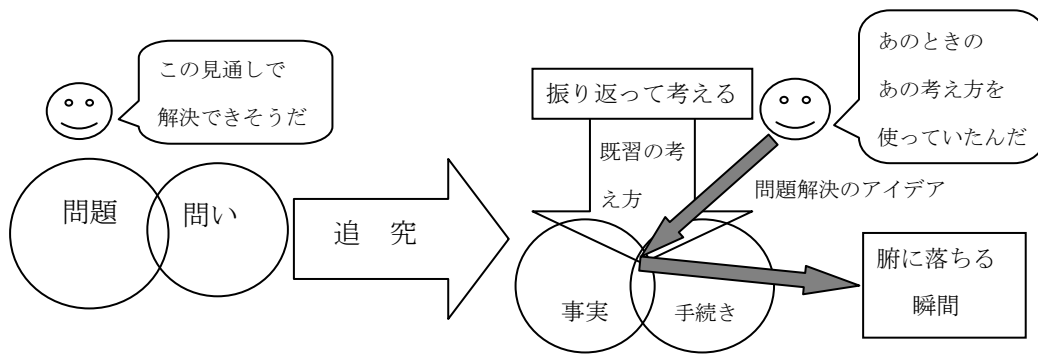 この見通しで
解決できそうだ
問題
問い
追　究
振り返って考える
既習の考
え方
あのときの
あの考え方を
使っていたんだ
問題解決のアイデア
事実
手続き
腑に落ちる
瞬間